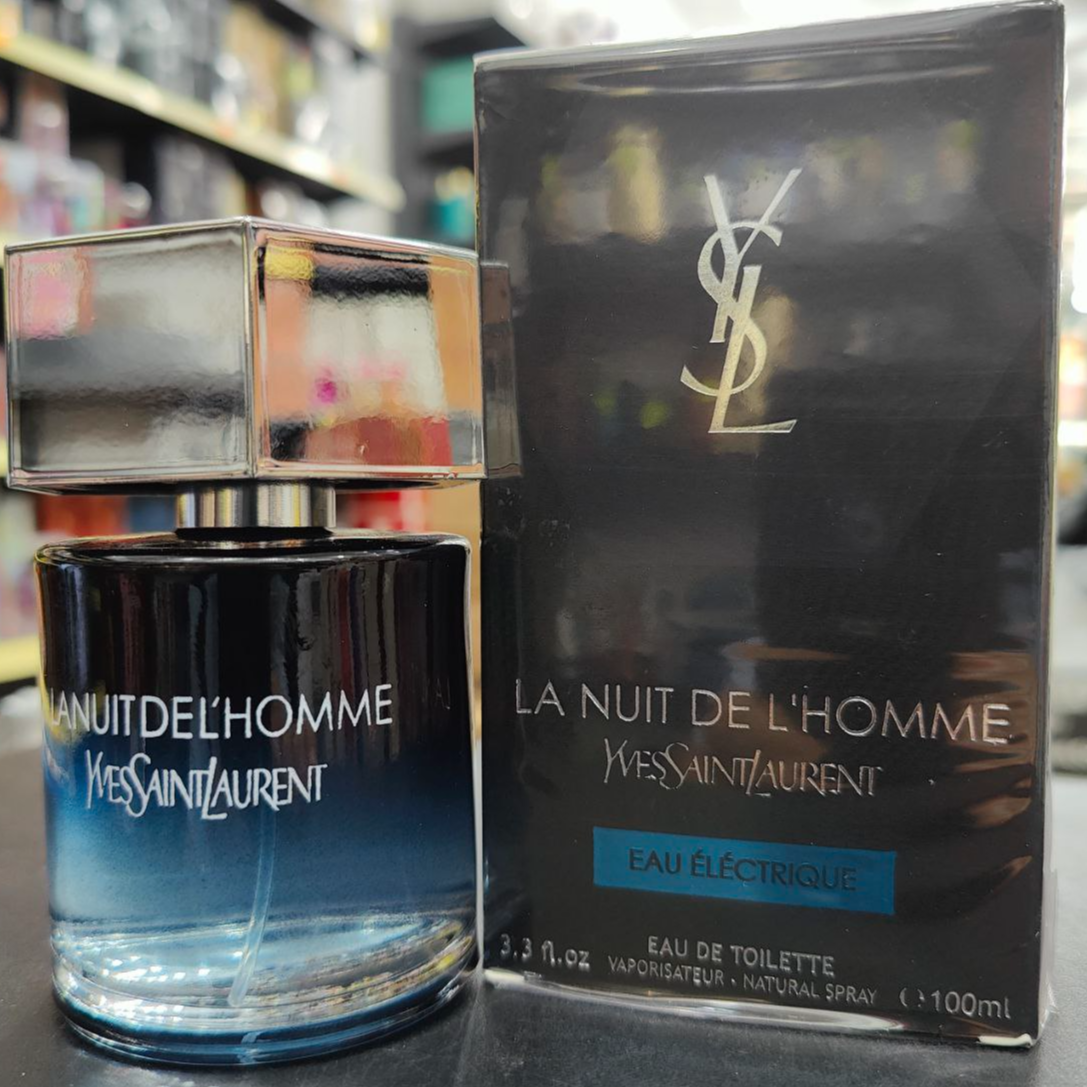 YSL
LANUITDEL'HOMME
YVESSAINTLAURENT
LA NUIT DE L'HOMME
YVESSAINTLAURENT
EAU ÉLÉCTRIQUE
EAU DE TOILETTE
3.3 fl.oz VAPORISATEUR • NATURAL SPRAY ℮100ml